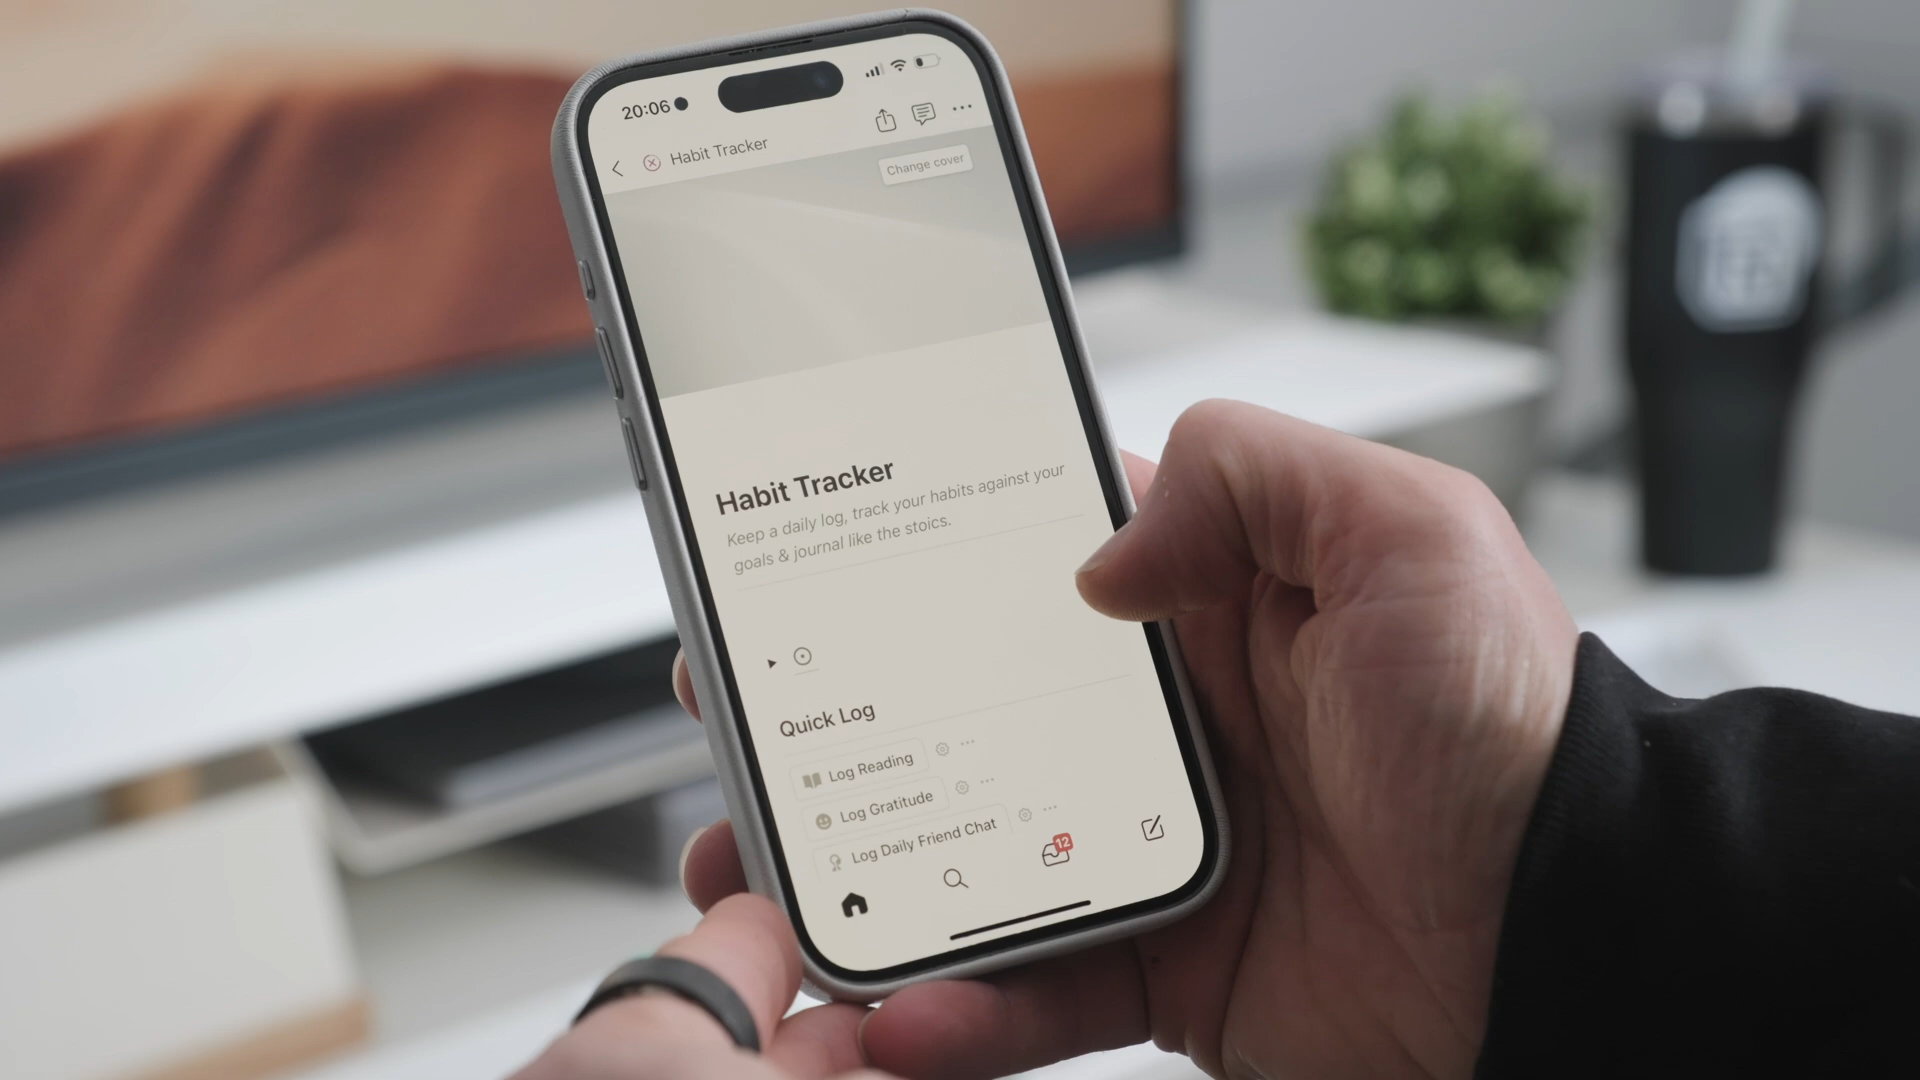 20:06
Habit Tracker
Change cover
Habit Tracker
Keep a daily log, track your habits against your
goals & journal like the stoics.
Quick Log
Log Reading
Log Gratitude
Log Daily Friend Chat
12